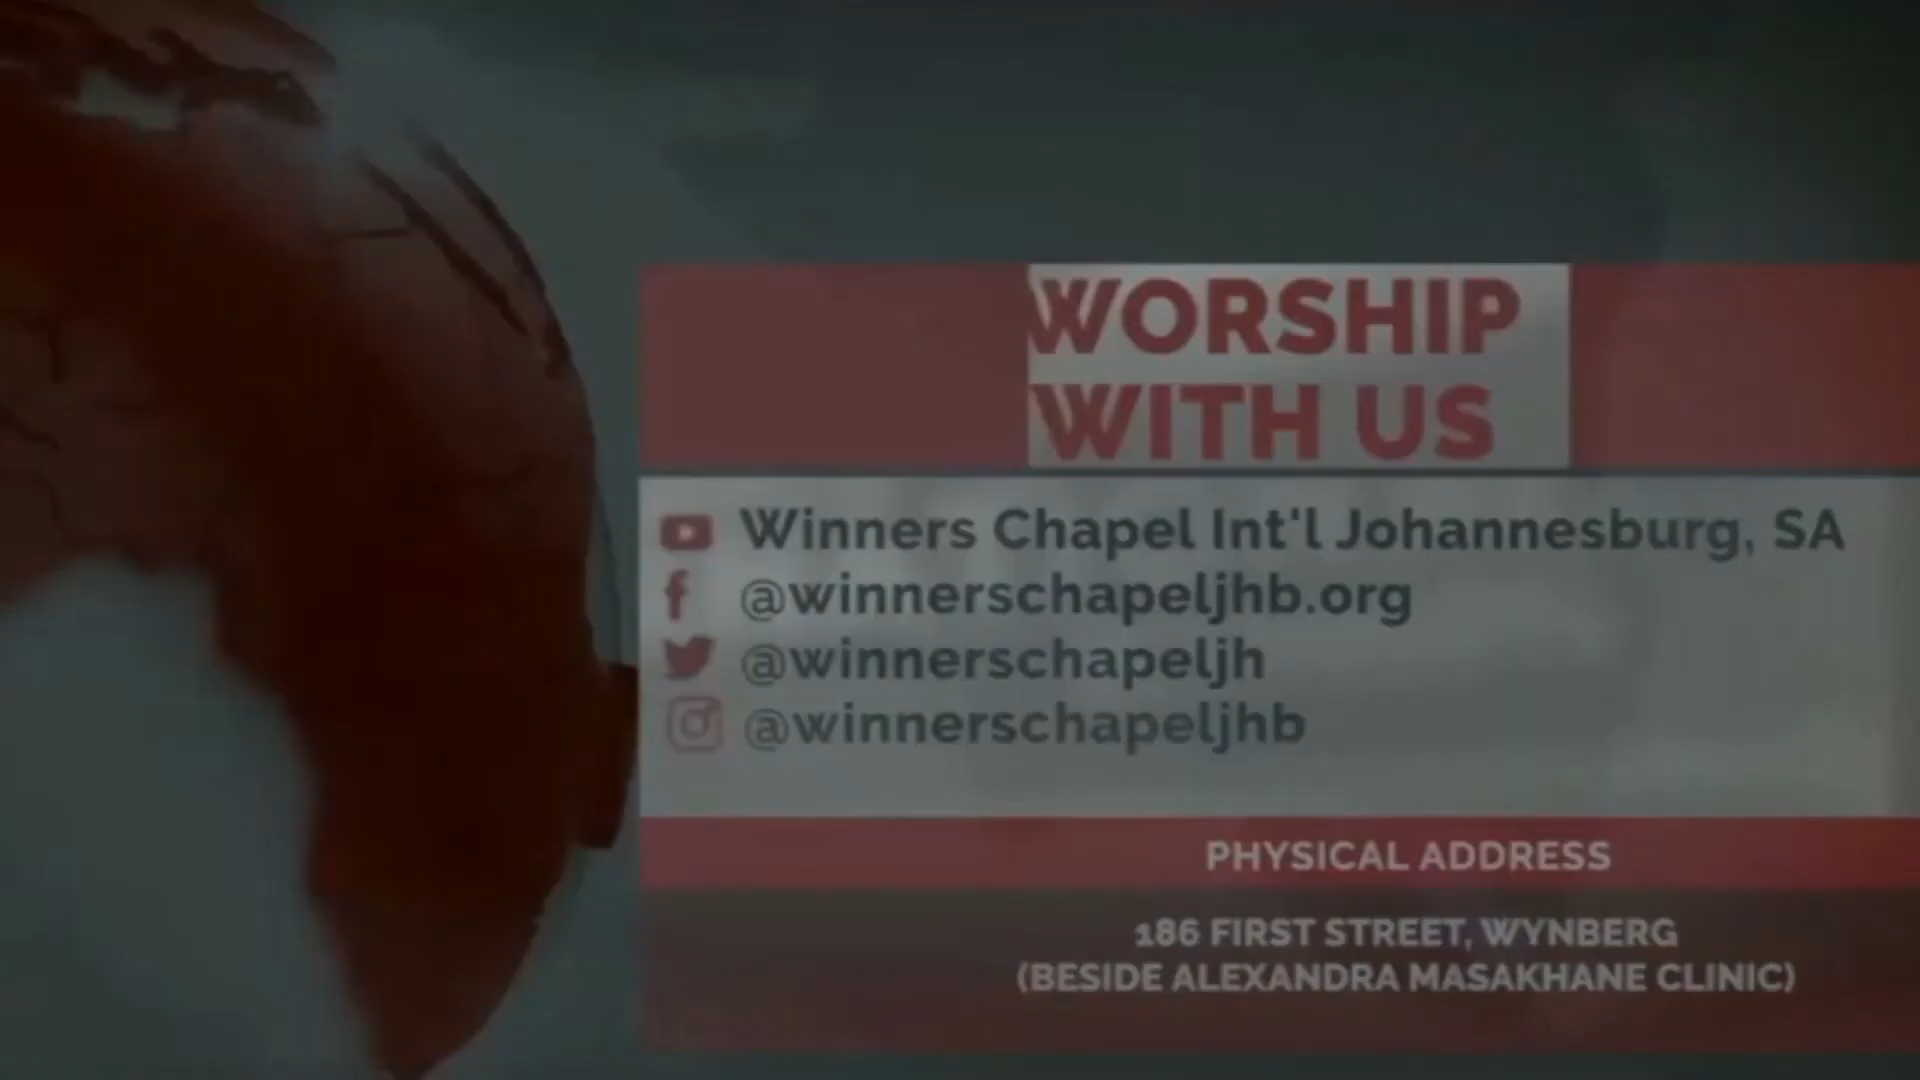 WORSHIP
WITH US
Winners Chapel Int'l Johannesburg, SA
@winnerschapeljhb.org
@winnerschapeljh
@winnerschapeljhb
PHYSICAL ADDRESS
186 FIRST STREET, WYNBERG
(BESIDE ALEXANDRA MASAKHANE CLINIC)